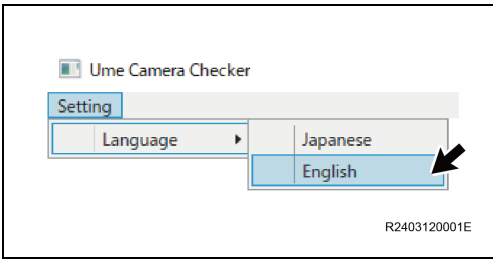 Ume Camera Checker
Setting
Language Japanese
English
R2403120001E